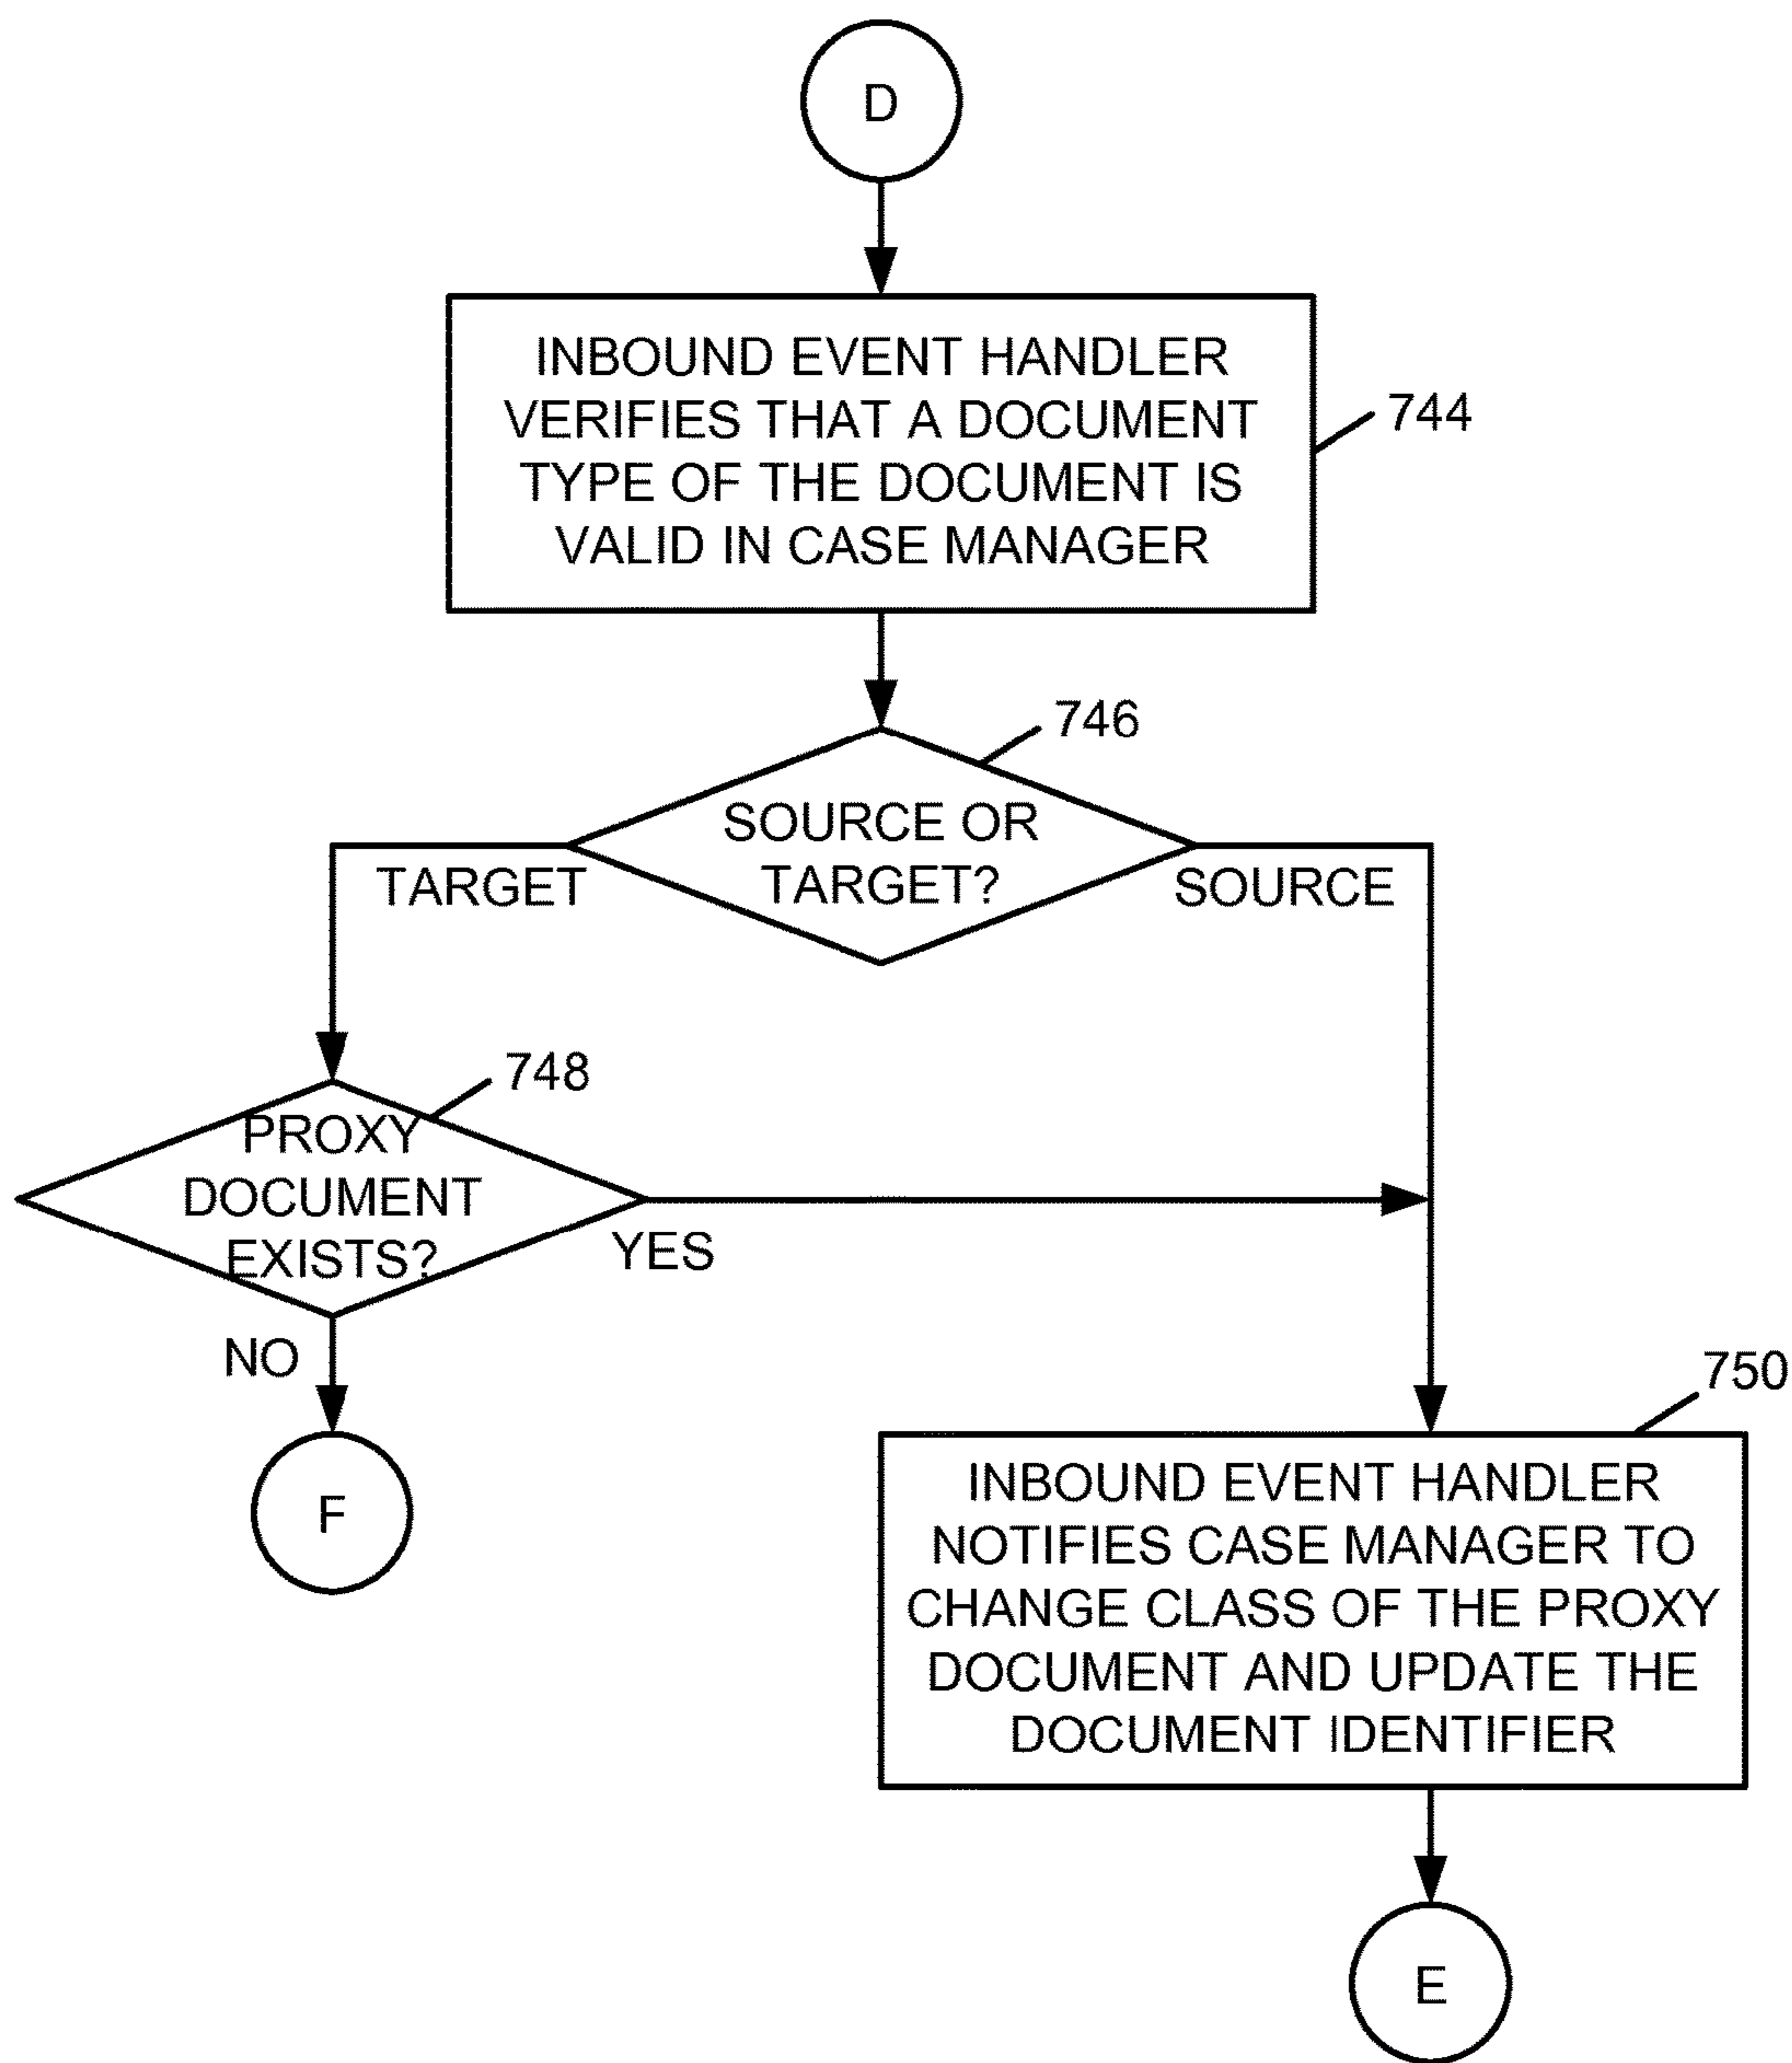 D
INBOUND EVENT HANDLER
VERIFIES THAT A DOCUMENT
TYPE OF THE DOCUMENT IS
VALID IN CASE MANAGER
744
746
SOURCE OR
TARGET?
TARGET
SOURCE
748
PROXY
DOCUMENT
EXISTS?
YES
NO
F
750
INBOUND EVENT HANDLER
NOTIFIES CASE MANAGER TO
CHANGE CLASS OF THE PROXY
DOCUMENT AND UPDATE THE
DOCUMENT IDENTIFIER
E